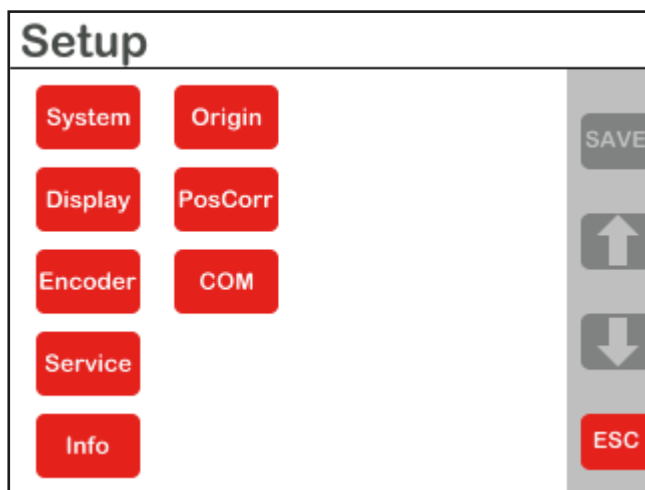 Setup
System Origin
SAVE
Display PosCorr
Encoder COM
Service
Info
ESC